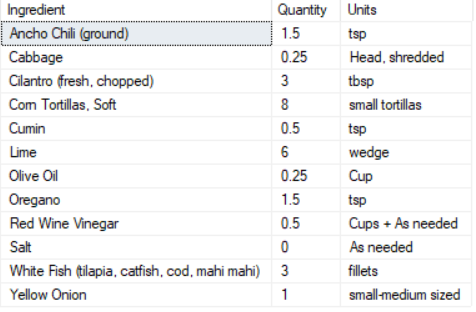 Ingredient Quantity Units
Ancho Chili (ground) 1.5 tsp
Cabbage 0.25 Head, shredded
Cilantro (fresh, chopped) 3 tbsp
Corn Tortillas, Soft 8 small tortillas
Cumin 0.5 tsp
Lime 6 wedge
Olive Oil 0.25 Cup
Oregano 1.5 tsp
Red Wine Vinegar 0.5 Cups + As needed
Salt 0 As needed
White Fish (tilapia, catfish, cod, mahi mahi) 3 fillets
Yellow Onion 1 small-medium sized